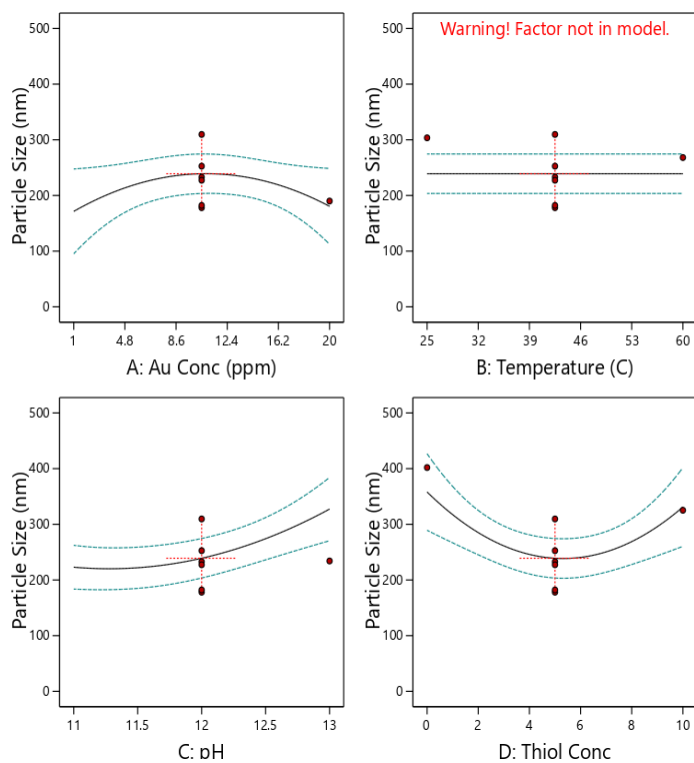 Particle Size (nm)
500
400
300
200
100
0
1 4.8 8.6 12.4 16.2 20
A: Au Conc (ppm)
Warning! Factor not in model.
Particle Size (nm)
500
400
300
200
100
0
25 32 39 46 53 60
B: Temperature (C)
Particle Size (nm)
500
400
300
200
100
0
11 11.5 12 12.5 13
C: pH
Particle Size (nm)
500
400
300
200
100
0
0 2 4 6 8 10
D: Thiol Conc